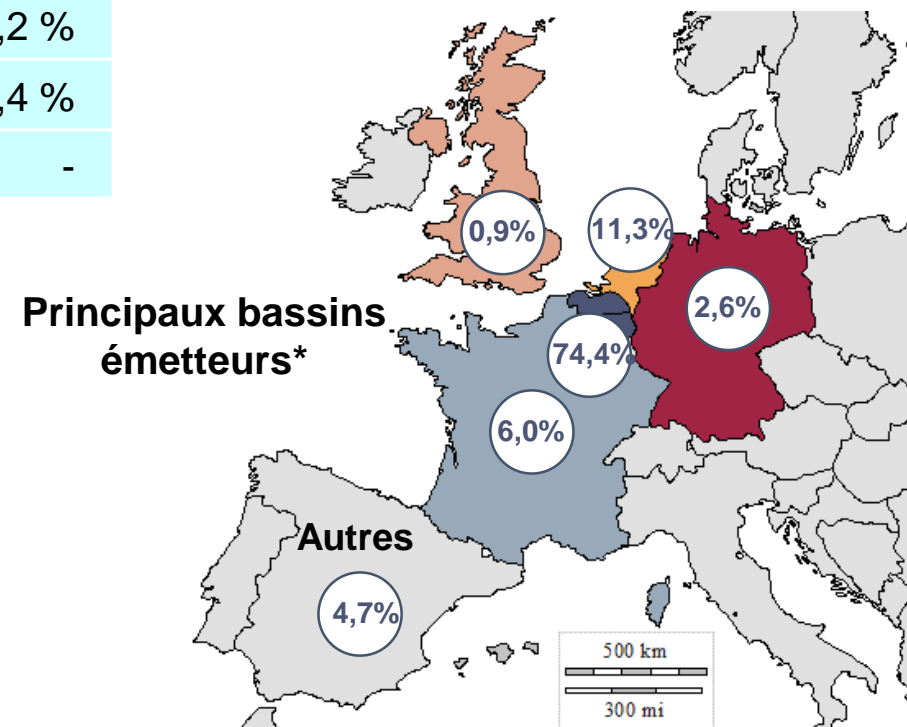 ,2 %
,4 %
-
0,9%
11,3%
2,6%
Principaux bassins
émetteurs*
74,4%
6,0%
Autres
4,7%
500 km
300 mi